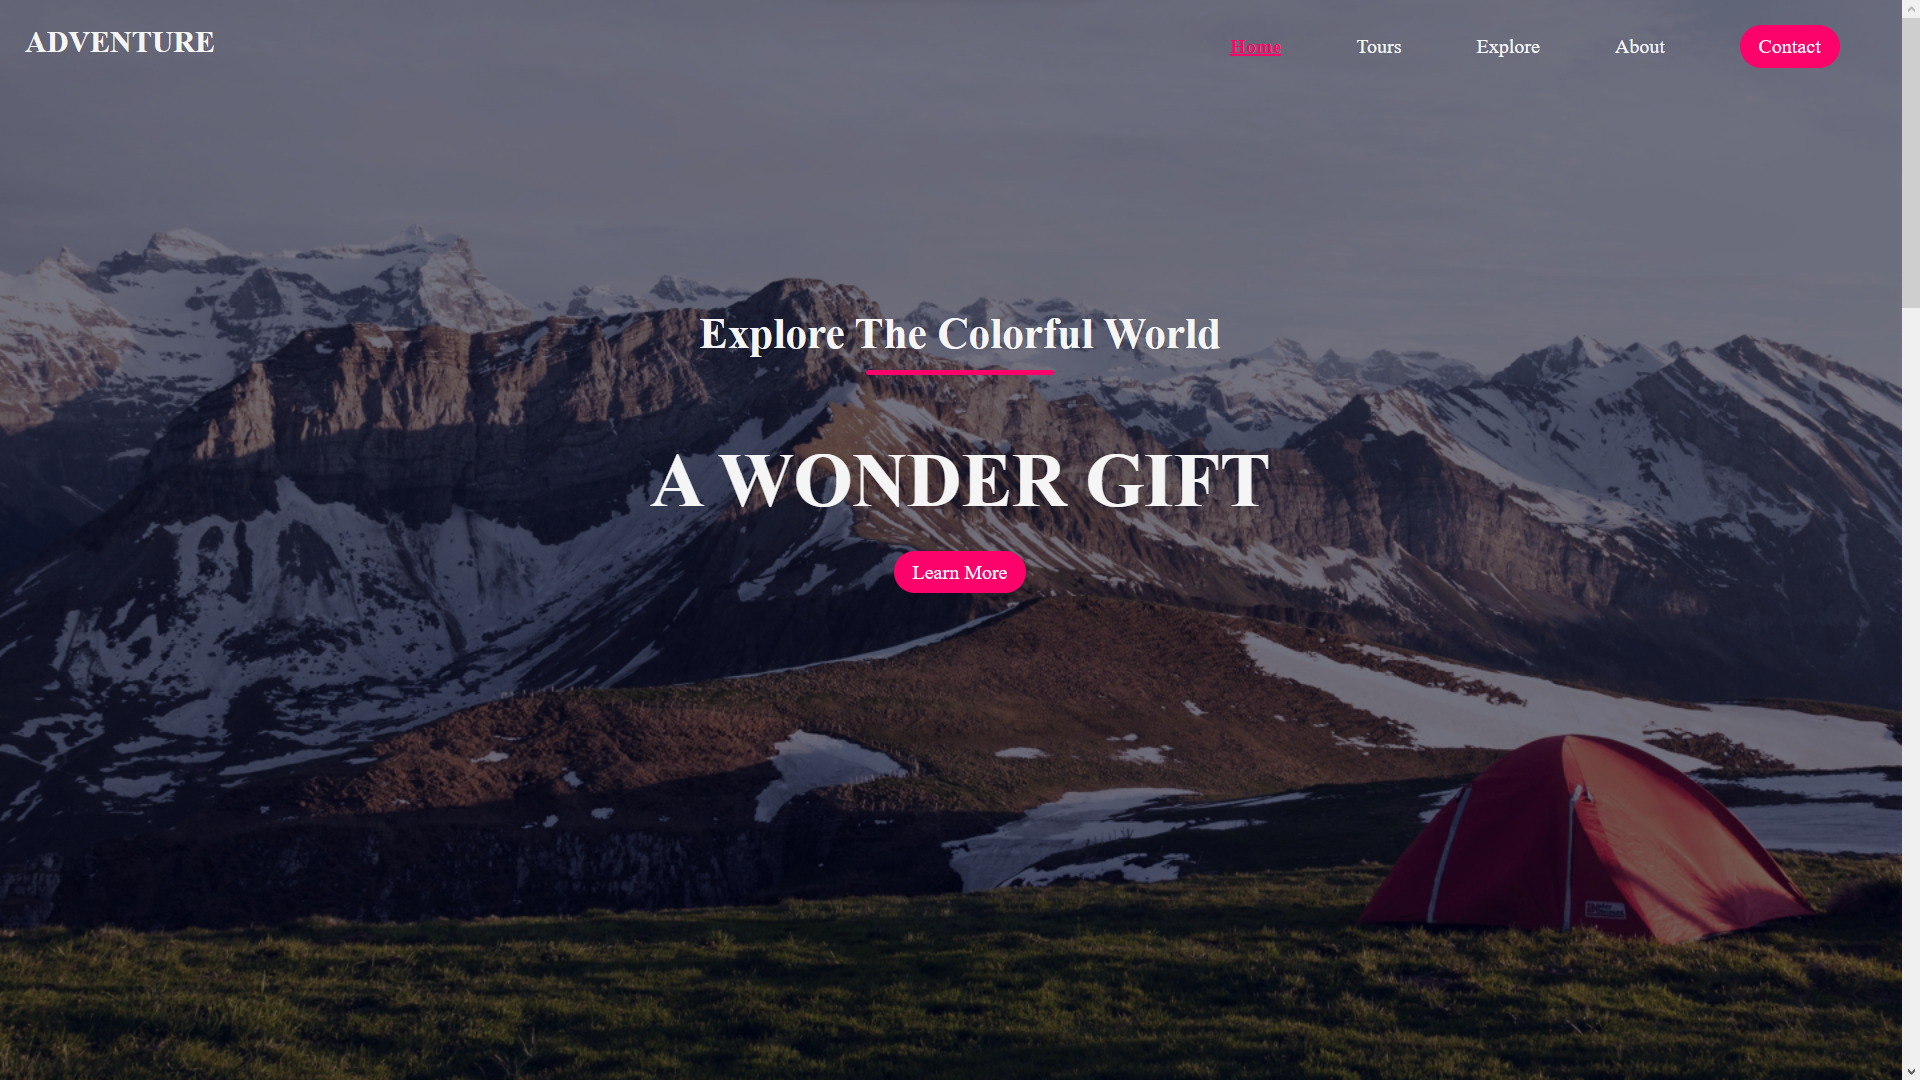 ADVENTURE
Home
Tours
Explore
About
Contact
Explore The Colorful World
A WONDER GIFT
Learn More